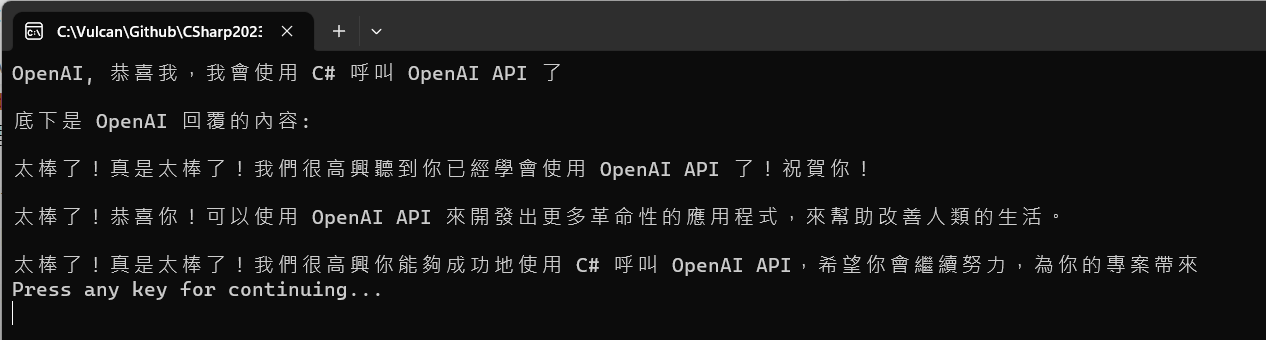 C:\Vulcan\Github\CSharp2023
OpenAI, 恭喜我，我會使用 C# 呼叫 OpenAI API 了
底下是 OpenAI 回覆的內容:
太棒了！真是太棒了！我們很高興聽到你已經學會使用 OpenAI API 了！祝賀你！
太棒了！恭喜你！可以使用 OpenAI API 來開發出更多革命性的應用程式，來幫助改善人類的生活。
太棒了！真是太棒了！我們很高興你能夠成功地使用 C# 呼叫 OpenAI API，希望你會繼續努力，為你的專案帶來
Press any key for continuing...